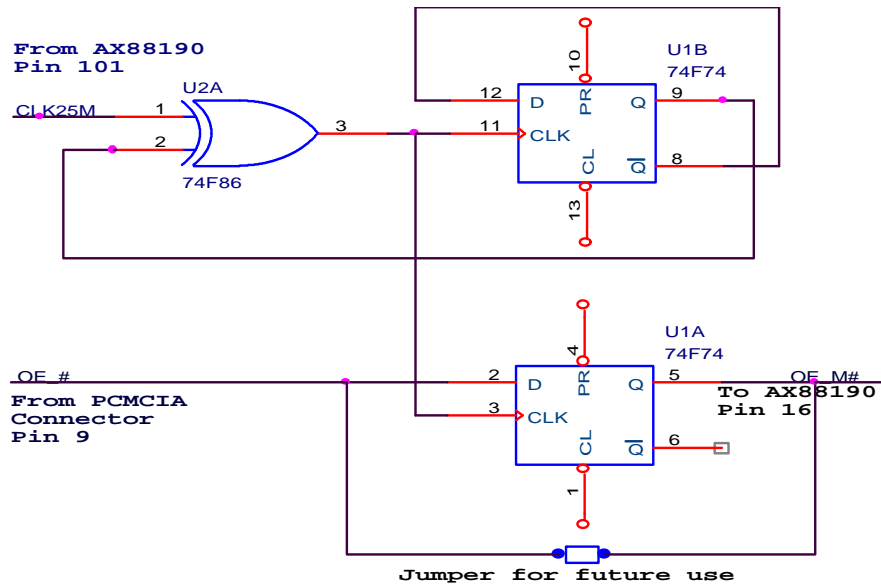 From AX88190
Pin 101
CLK25M
1
2
U2A
3
74F86
U1B
74F74
10
12
D
PR
Q
9
11
CLK
CL
Q
8
13
U1A
74F74
4
OE_#
2
D
PR
Q
5
OE_M#
From PCMCIA
Connector
Pin 9
3
CLK
CL
Q
6
To AX88190
Pin 16
1
Jumper for future use